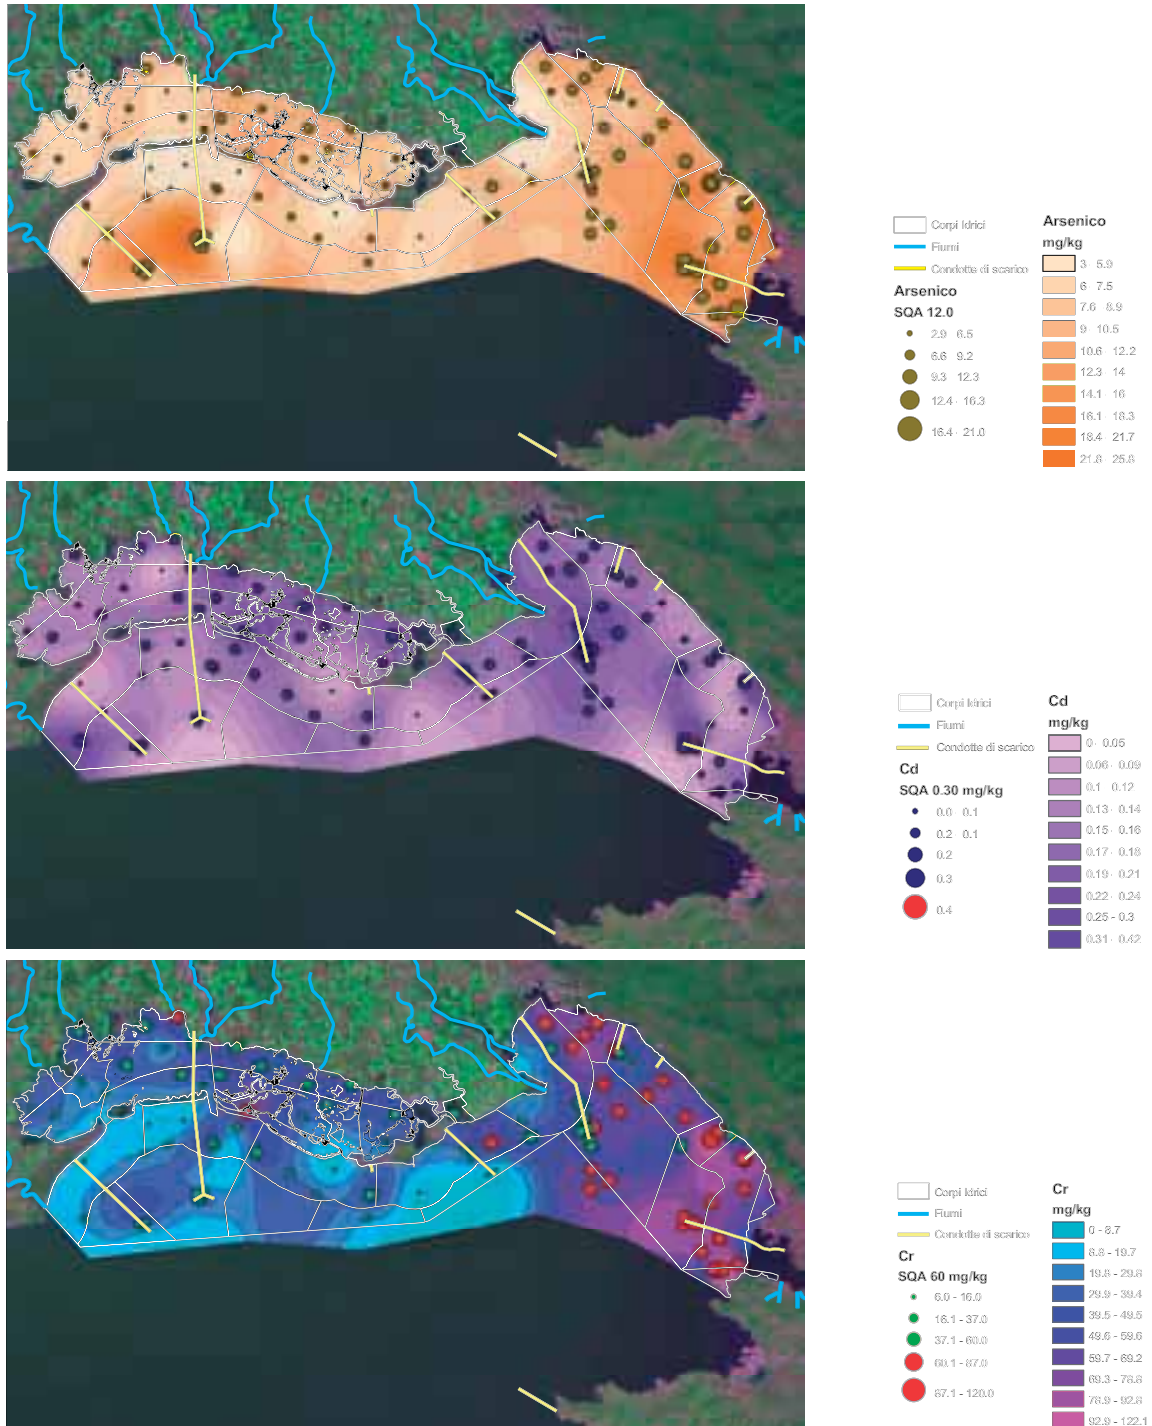 Corpi Idrici
Fiumi
Condotte di scarico
Arsenico
SQA 12.0
2.9 - 6.5
6.6 - 9.2
9.3 - 12.3
12.4 - 16.3
16.4 - 21.0
Arsenico
mg/kg
3 - 5.9
6 - 7.5
7.6 - 8.9
9 - 10.5
10.6 - 12.2
12.3 - 14
14.1 - 16
16.1 - 18.3
18.4 - 21.7
21.8 - 25.8
Corpi Idrici
Fiumi
Condotte di scarico
Cd
SQA 0.30 mg/kg
0.0 - 0.1
0.2 - 0.1
0.2
0.3
0.4
Cd
mg/kg
0 - 0.05
0.06 - 0.09
0.1 - 0.12
0.13 - 0.14
0.15 - 0.16
0.17 - 0.18
0.19 - 0.21
0.22 - 0.24
0.25 - 0.3
0.31 - 0.42
Corpi Idrici
Fiumi
Condotte di scarico
Cr
SQA 60 mg/kg
6.0 - 16.0
16.1 - 37.0
37.1 - 60.0
60.1 - 87.0
87.1 - 120.0
Cr
mg/kg
0 - 8.7
8.8 - 19.7
19.8 - 29.8
29.9 - 39.4
39.5 - 49.5
49.6 - 59.6
59.7 - 69.2
69.3 - 78.8
78.9 - 92.8
92.9 - 122.1